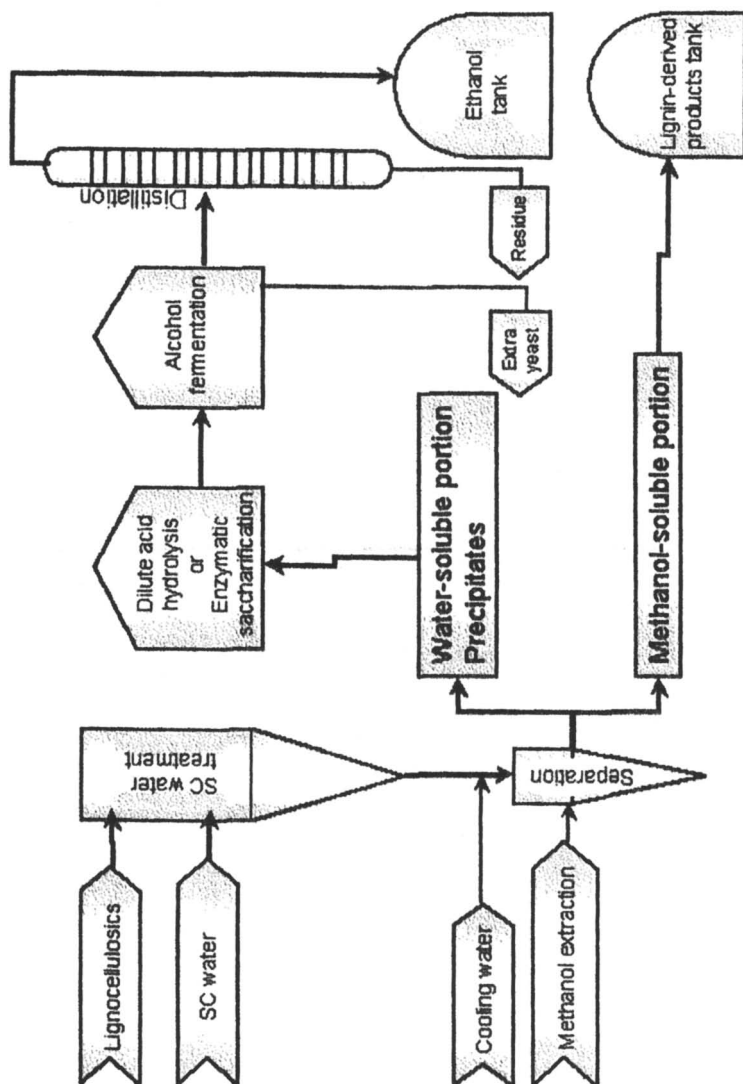 Lignocellulosics
SC water
SC water
treatment
Cooling water
Methanol extraction
Separation
Dilute acid
hydrolysis
or
Enzymatic
saccharification
Alcohol
fermentation
Distillation
Ethanol
tank
Residue
Extra
yeast
Water-soluble portion
Precipitates
Methanol-soluble portion
Lignin-derived
products tank